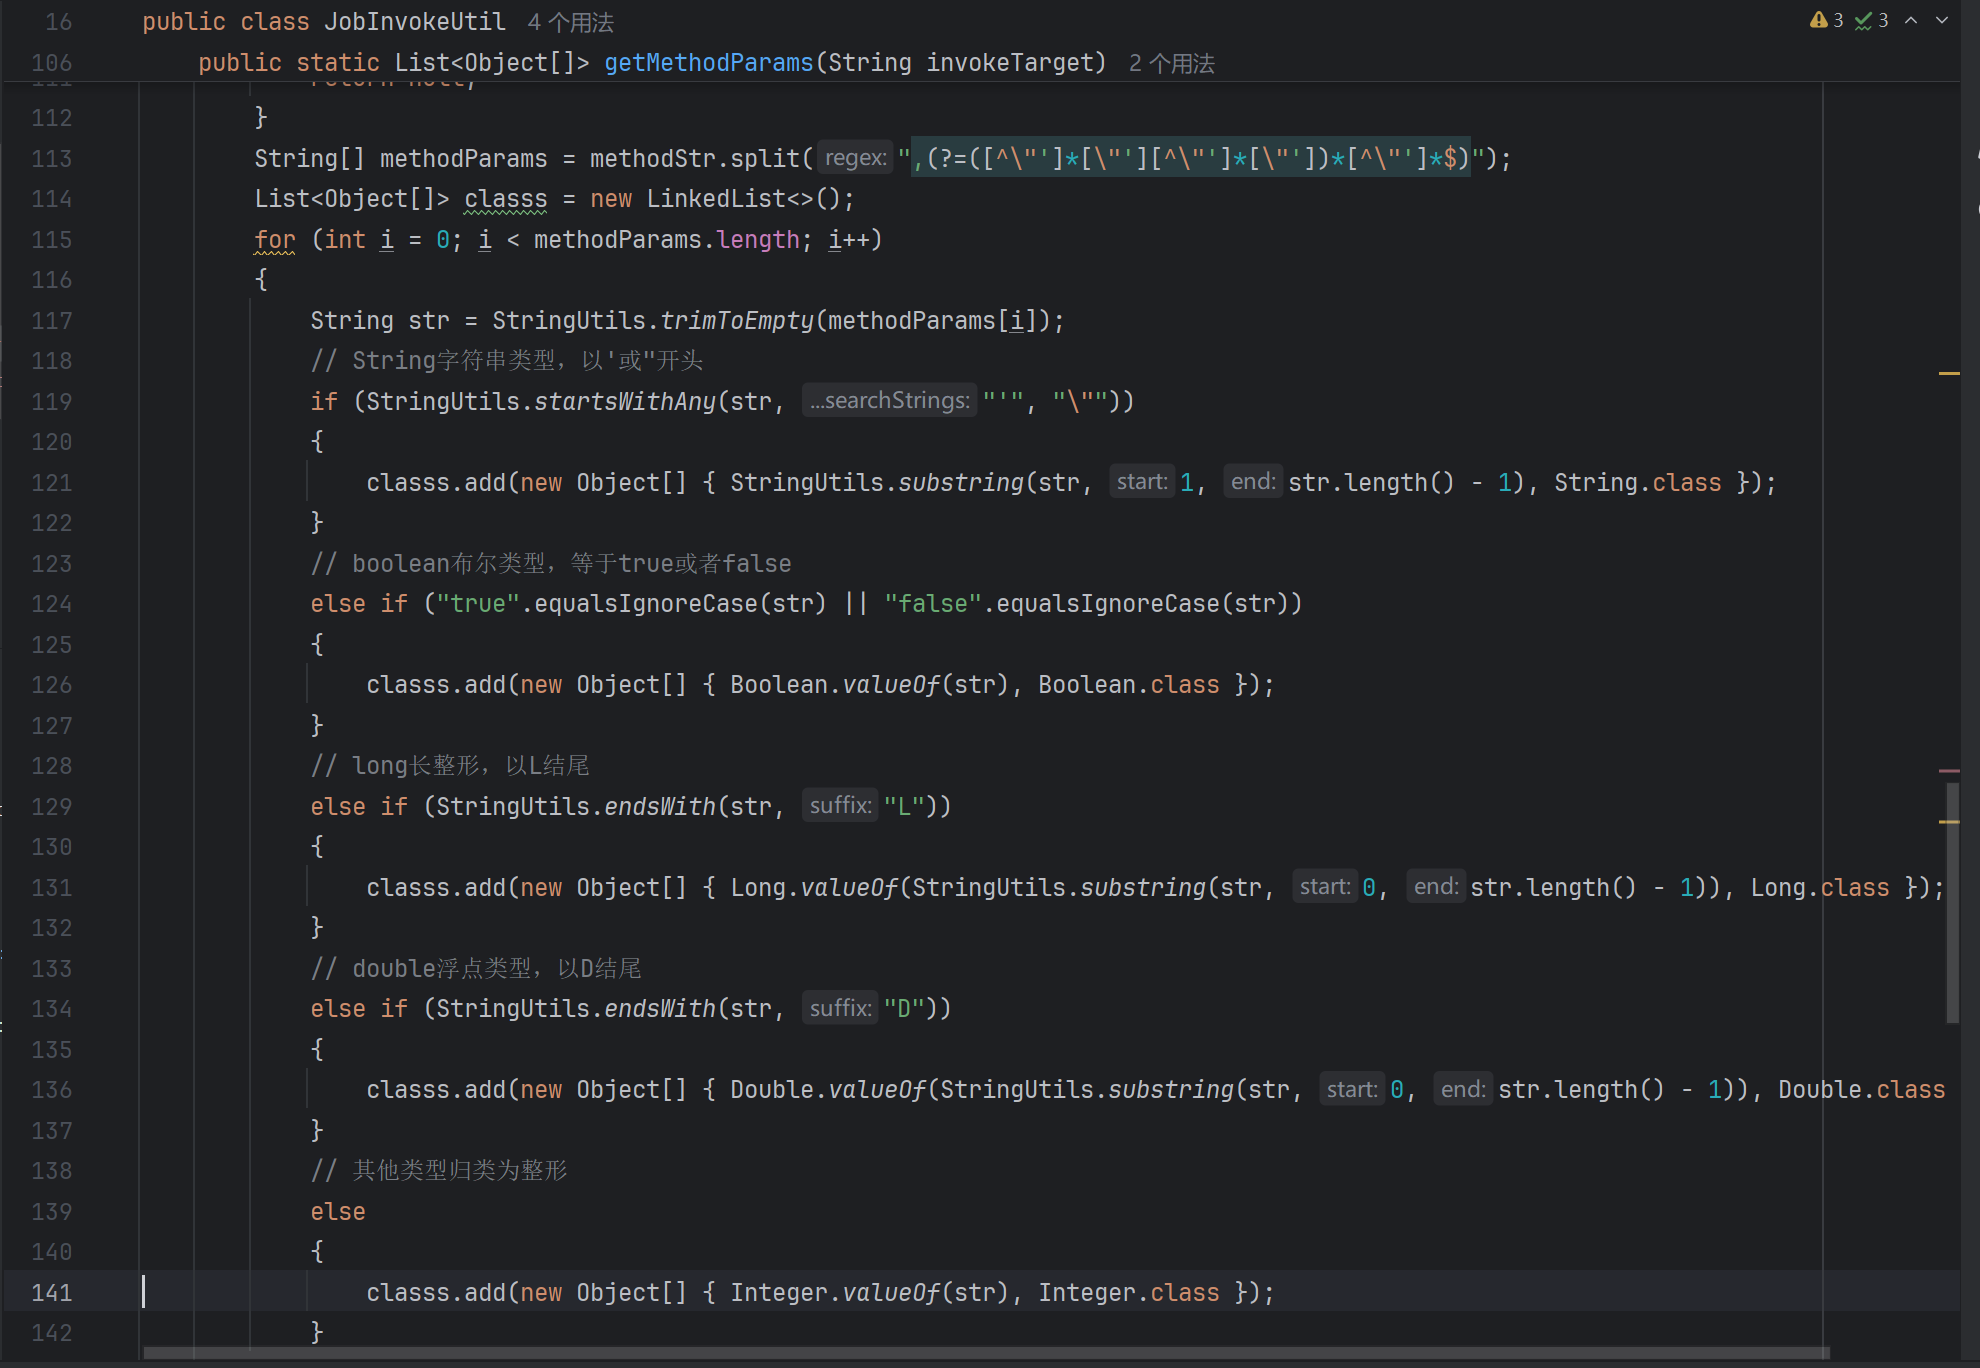 16 public class JobInvokeUtil 4 个用法
3 3
106 public static List<Object[]> getMethodParams(String invokeTarget) 2 个用法
111 return null;
112 }
113 String[] methodParams = methodStr.split( regex: ",(?=([^\"']*[\"'][^\"']*[\"'])*[^\"']*$)");
114 List<Object[]> classs = new LinkedList<>();
115 for (int i = 0; i < methodParams.length; i++)
116 {
117 String str = StringUtils.trimToEmpty(methodParams[i]);
118 // String字符串类型，以'或"开头
119 if (StringUtils.startsWithAny(str, ...searchStrings: "'", "\""))
120 {
121 classs.add(new Object[] { StringUtils.substring(str, start: 1, end: str.length() - 1), String.class });
122 }
123 // boolean布尔类型，等于true或者false
124 else if ("true".equalsIgnoreCase(str) || "false".equalsIgnoreCase(str))
125 {
126 classs.add(new Object[] { Boolean.valueOf(str), Boolean.class });
127 }
128 // long长整形，以L结尾
129 else if (StringUtils.endsWith(str, suffix: "L"))
130 {
131 classs.add(new Object[] { Long.valueOf(StringUtils.substring(str, start: 0, end: str.length() - 1)), Long.class });
132 }
133 // double浮点类型，以D结尾
134 else if (StringUtils.endsWith(str, suffix: "D"))
135 {
136 classs.add(new Object[] { Double.valueOf(StringUtils.substring(str, start: 0, end: str.length() - 1)), Double.class
137 }
138 // 其他类型归类为整形
139 else
140 {
141 classs.add(new Object[] { Integer.valueOf(str), Integer.class });
142 }